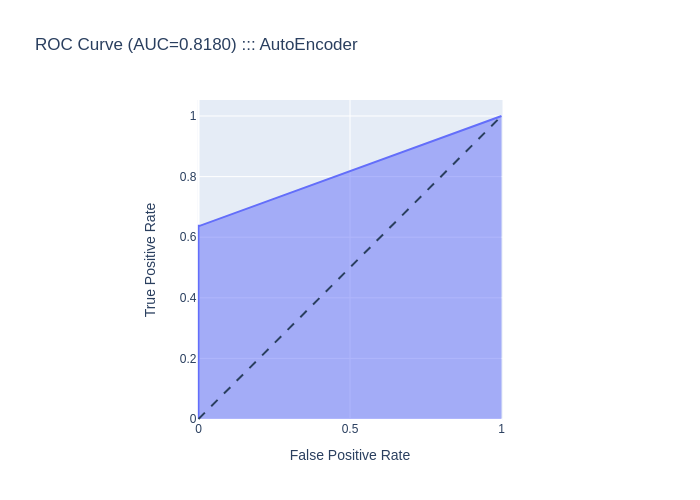 ROC Curve (AUC=0.8180) ::: AutoEncoder
1
0.8
0.6
0.4
0.2
0
0 0.5 1
True Positive Rate
False Positive Rate